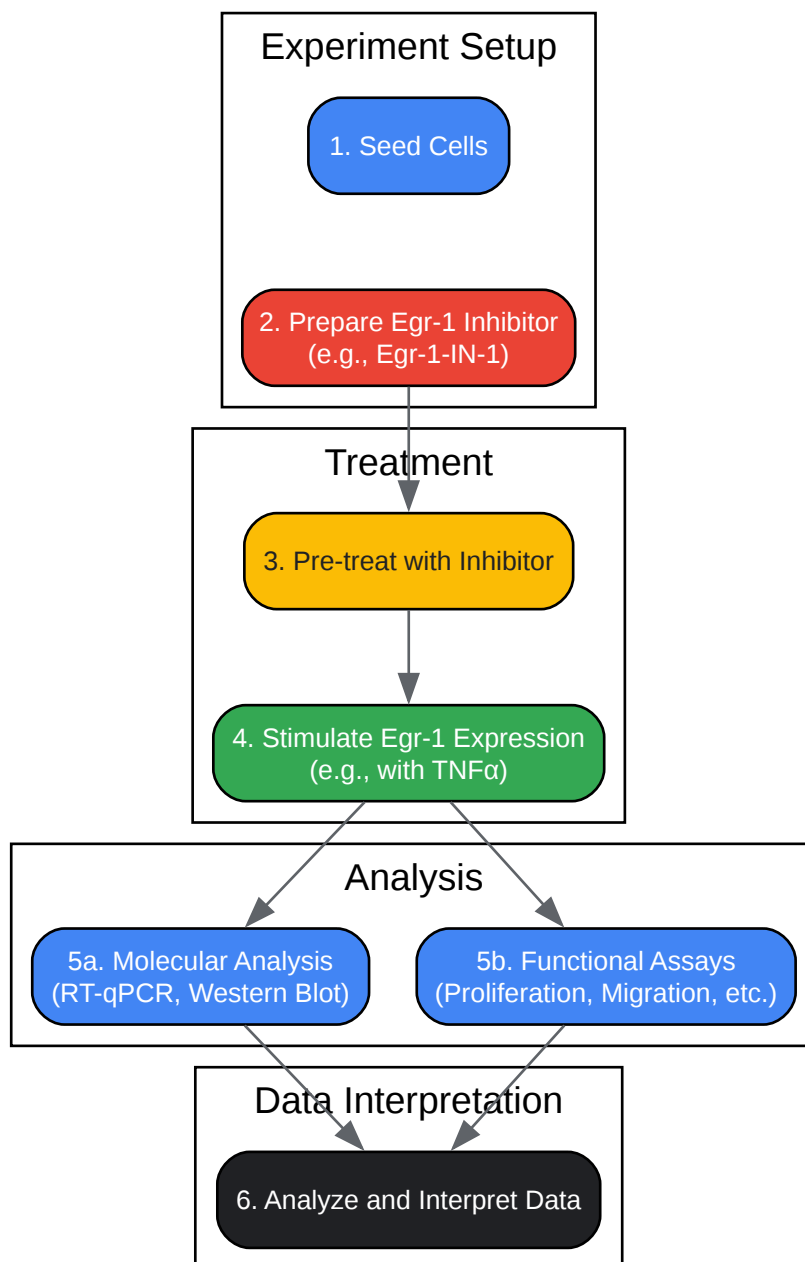 Experiment Setup
1. Seed Cells
2. Prepare Egr-1 Inhibitor
(e.g., Egr-1-IN-1)
Treatment
3. Pre-treat with Inhibitor
4. Stimulate Egr-1 Expression
(e.g., with TNFα)
Analysis
5a. Molecular Analysis
(RT-qPCR, Western Blot)
5b. Functional Assays
(Proliferation, Migration, etc.)
Data Interpretation
6. Analyze and Interpret Data